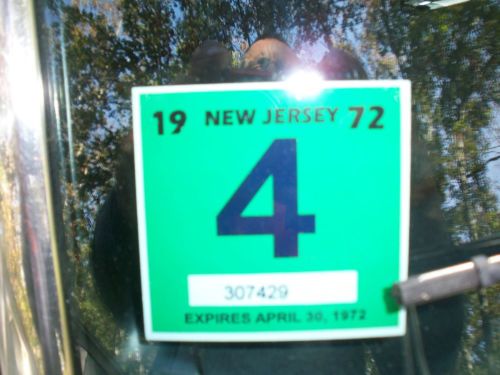 19 NEW JERSEY 72
4
307429
EXPIRES APRIL 30, 1972